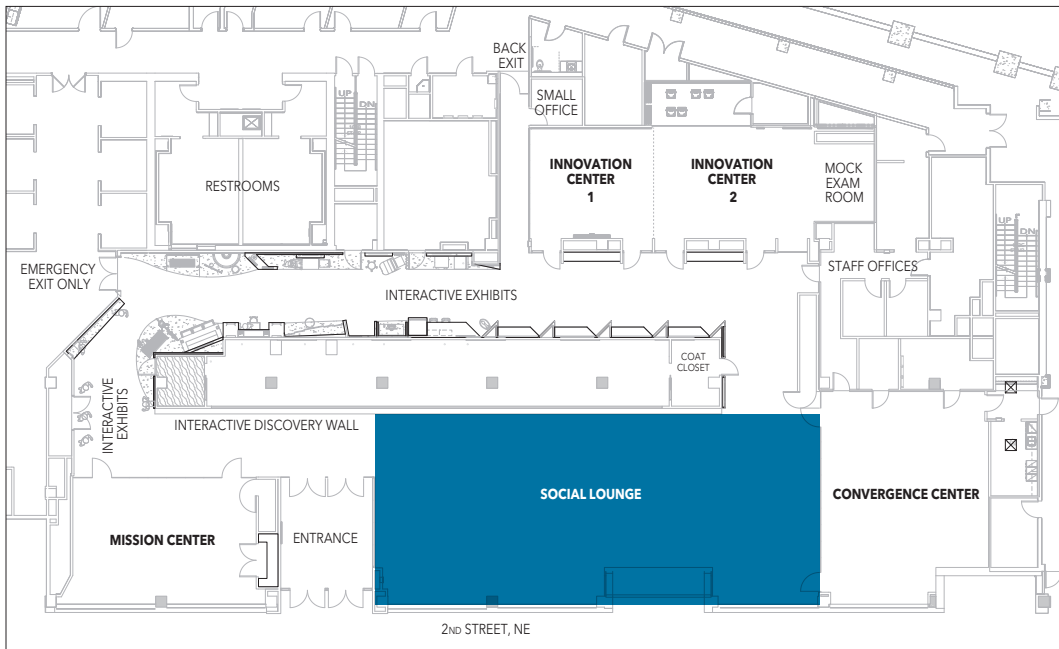 BACK
EXIT
UP
DN
SMALL
OFFICE
INNOVATION
CENTER
1
INNOVATION
CENTER
2
MOCK
EXAM
ROOM
RESTROOMS
UP
DN
EMERGENCY
EXIT ONLY
STAFF OFFICES
INTERACTIVE EXHIBITS
COAT
CLOSET
INTERACTIVE
EXHIBITS
INTERACTIVE DISCOVERY WALL
SOCIAL LOUNGE
CONVERGENCE CENTER
MISSION CENTER
ENTRANCE
2ND STREET, NE